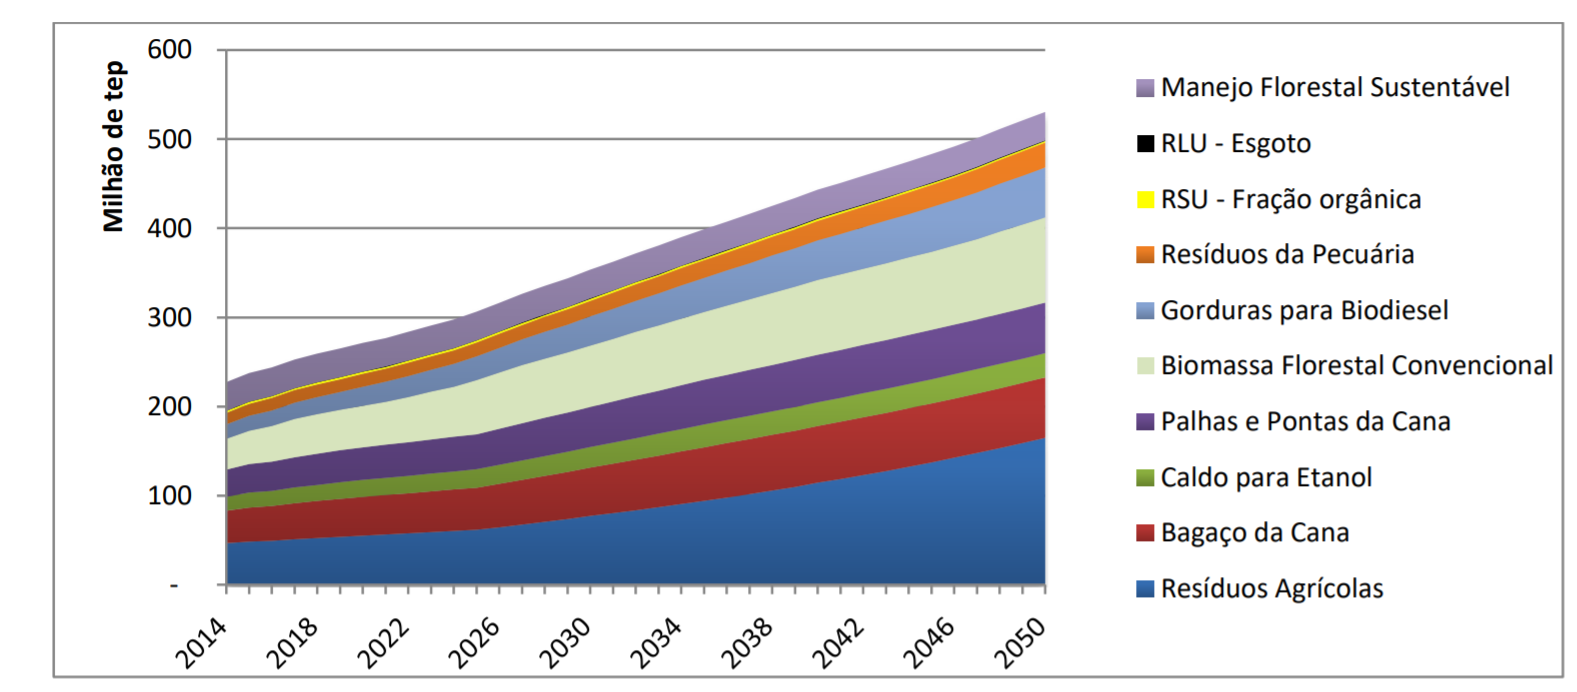 Milhão de tep
600
500
400
300
200
100
-
2014
2018
2022
2026
2030
2034
2038
2042
2046
2050
Manejo Florestal Sustentável
RLU - Esgoto
RSU - Fração orgânica
Resíduos da Pecuária
Gorduras para Biodiesel
Biomassa Florestal Convencional
Palhas e Pontas da Cana
Caldo para Etanol
Bagaço da Cana
Resíduos Agrícolas